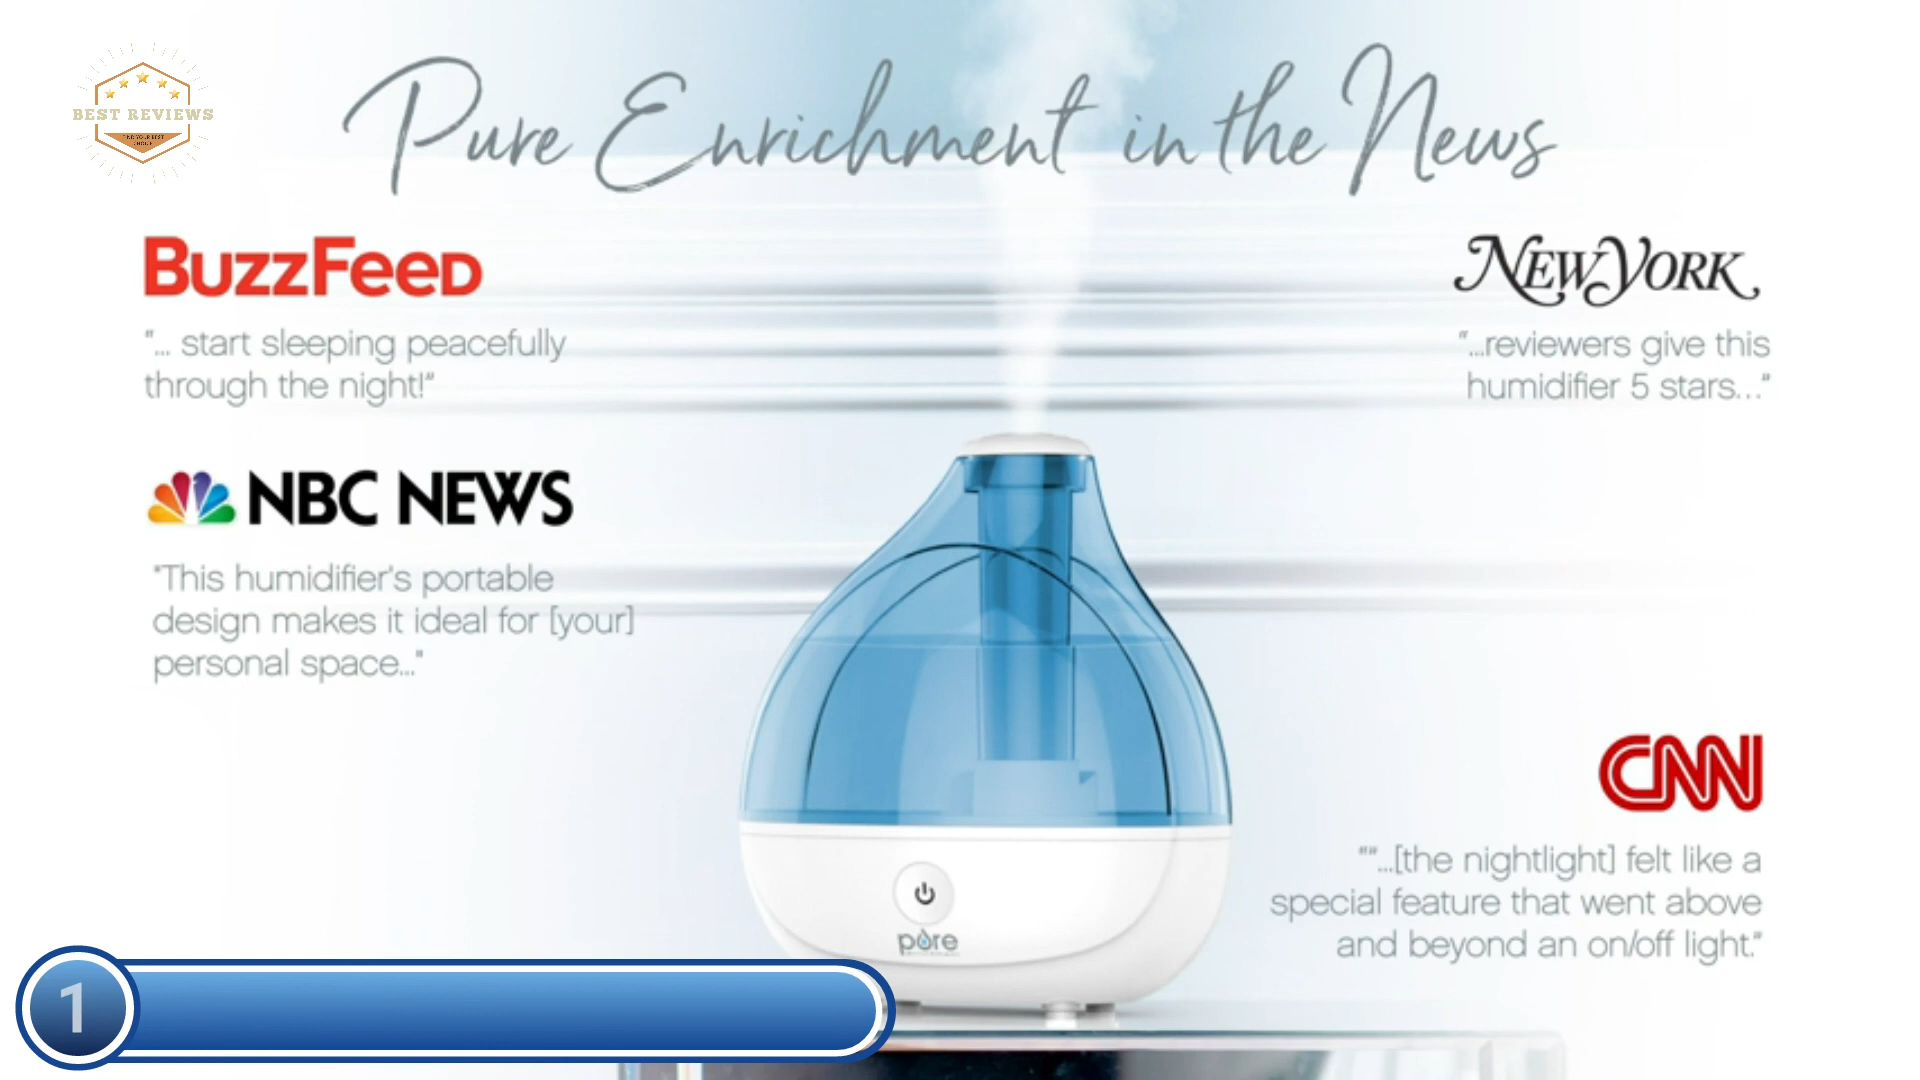 BEST REVIEWS
Pure Enrichment in the News
BuzzFeed
"... start sleeping peacefully
through the night!"
NEW YORK
"...reviewers give this
humidifier 5 stars..."
NBC NEWS
"This humidifier's portable
design makes it ideal for [your]
personal space..."
CNN
""...[the nightlight] felt like a
special feature that went above
and beyond an on/off light."
pure
1